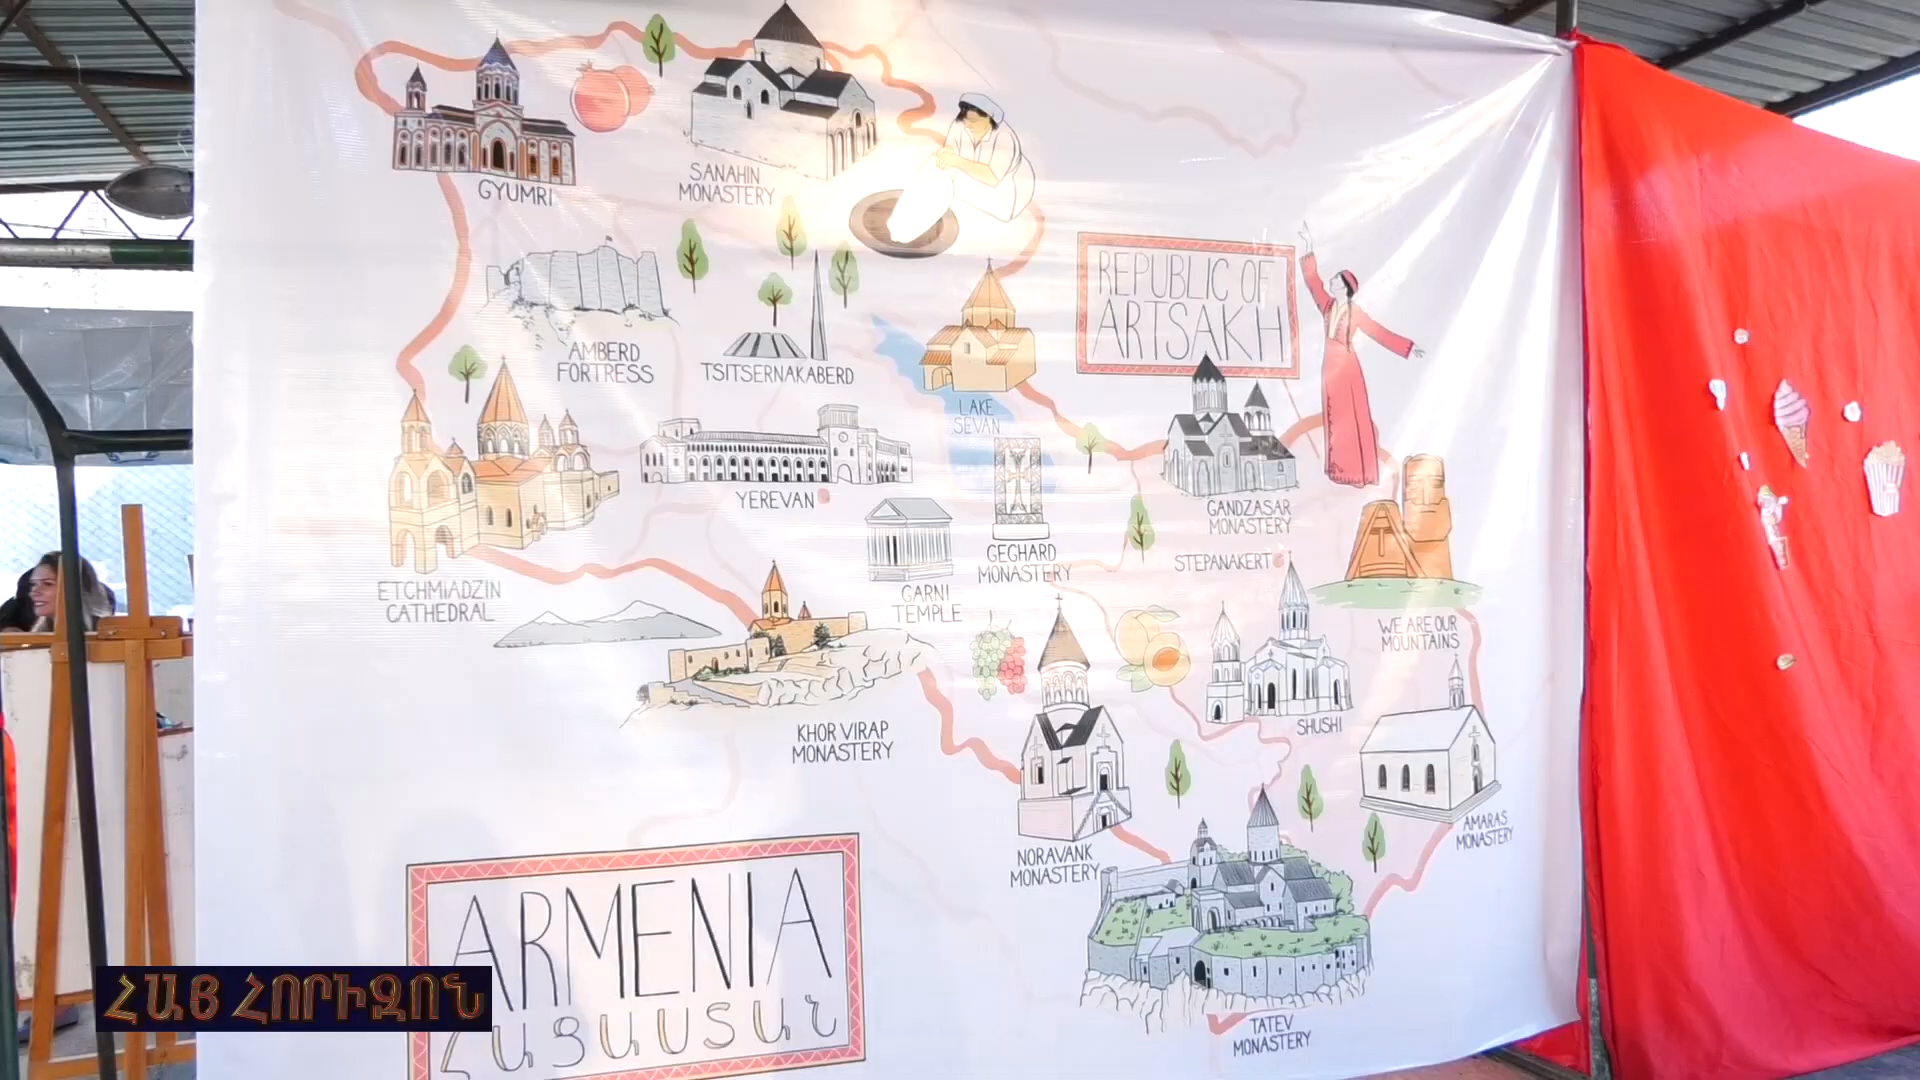 GYUMRI
SANAHIN
MONASTERY
REPUBLIC OF
ARTSAKH
AMBERD
FORTRESS
TSITSERNAKABERD
LAKE
SEVAN
YEREVAN
GANDZASAR
MONASTERY
GEGHARD
MONASTERY
STEPANAKERT
ETCHMIADZIN
CATHEDRAL
GARNI
TEMPLE
WE ARE OUR
MOUNTAINS
KHOR VIRAP
MONASTERY
SHUSHI
AMARAS
MONASTERY
NORAVANK
MONASTERY
TATEV
MONASTERY
ARMENIA
ՀԱՅԱՍՏԱՆ
ՀԱՅ ՀՈՐԻԶՈՆ